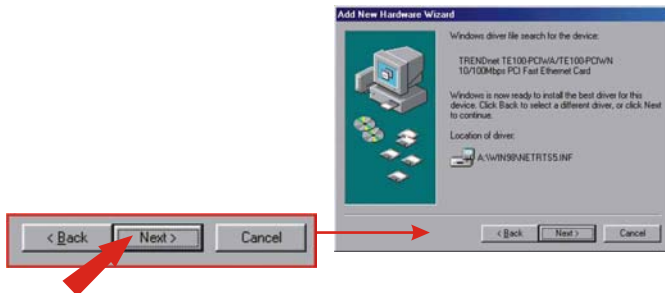 Add New Hardware Wizard
Windows driver file search for the device:
TRENDnet TE100-PCIWA/TE100-PCIWN
10/100Mbps PCI Fast Ethernet Card
Windows is now ready to install the best driver for this
device. Click Back to select a different driver, or click Next
to continue.
Location of driver:
A:\WIN98\NETRTS5.INF
< Back Next > Cancel
< Back Next > Cancel